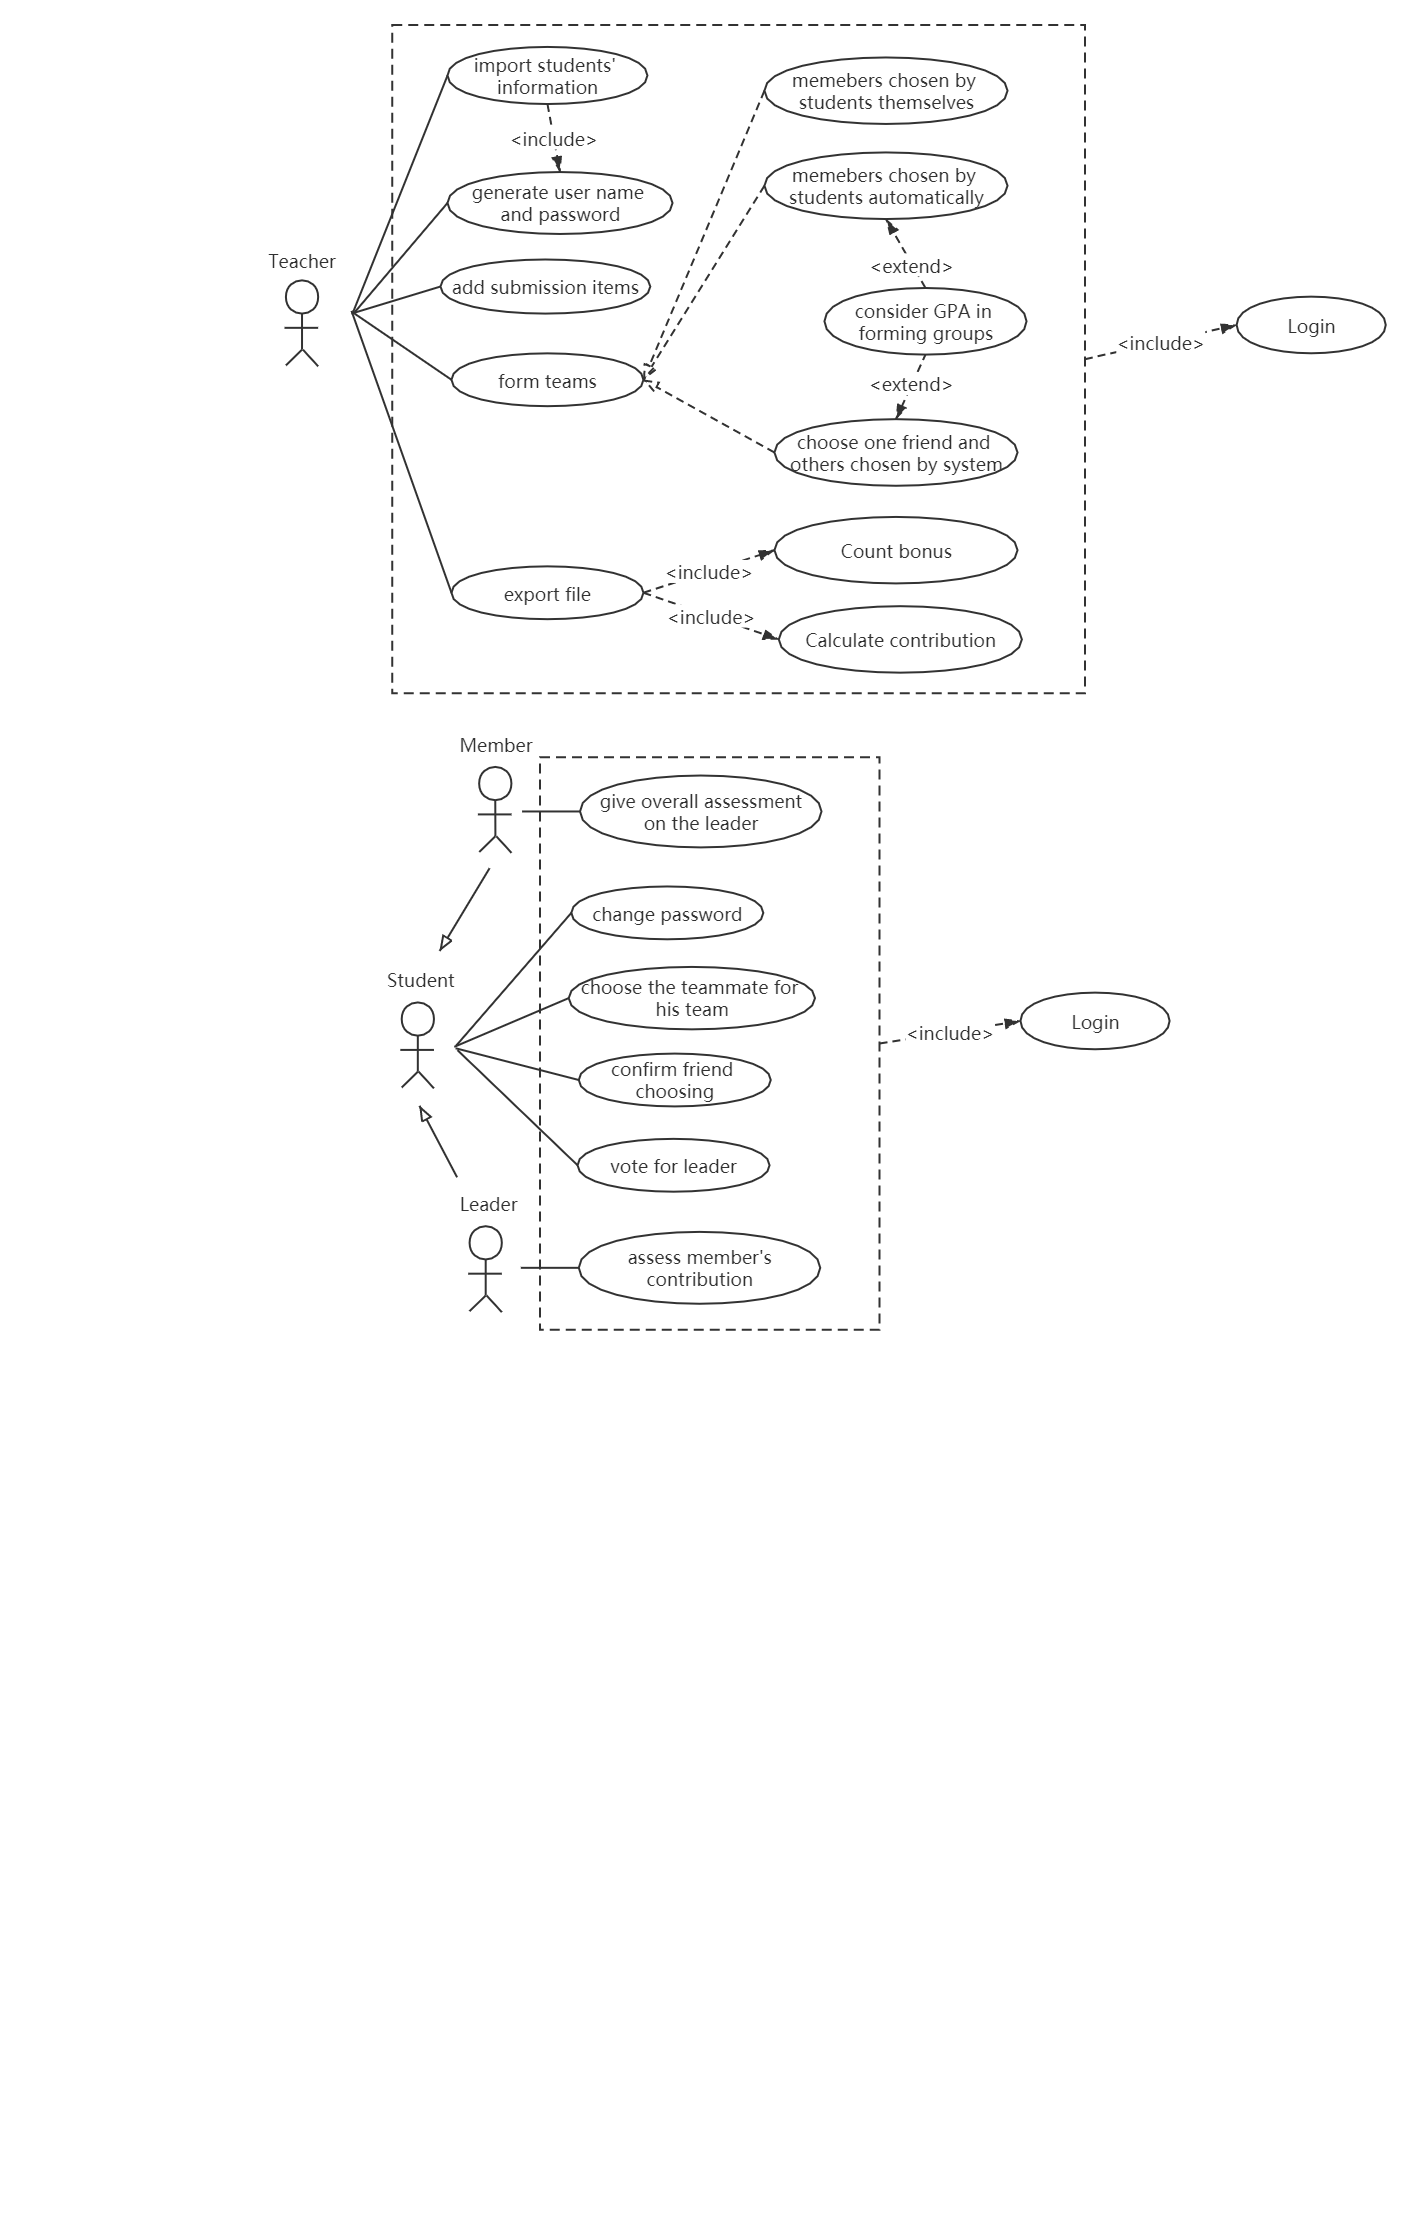 import students'
information
<include>
generate user name
and password
Teacher
add submission items
form teams
export file
memebers chosen by
students themselves
memebers chosen by
students automatically
<extend>
consider GPA in
forming groups
<extend>
choose one friend and
others chosen by system
<include>
Count bonus
<include>
Calculate contribution
<include>
Login
Member
give overall assessment
on the leader
change password
Student
choose the teammate for
his team
confirm friend
choosing
vote for leader
Leader
assess member's
contribution
<include>
Login